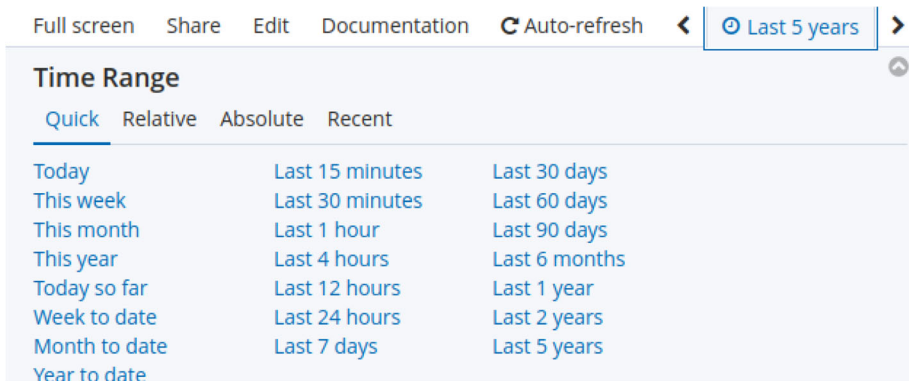 Full screen Share Edit Documentation Auto-refresh Last 5 years
Time Range
Quick Relative Absolute Recent
Today Last 15 minutes Last 30 days
This week Last 30 minutes Last 60 days
This month Last 1 hour Last 90 days
This year Last 4 hours Last 6 months
Today so far Last 12 hours Last 1 year
Week to date Last 24 hours Last 2 years
Month to date Last 7 days Last 5 years
Year to date